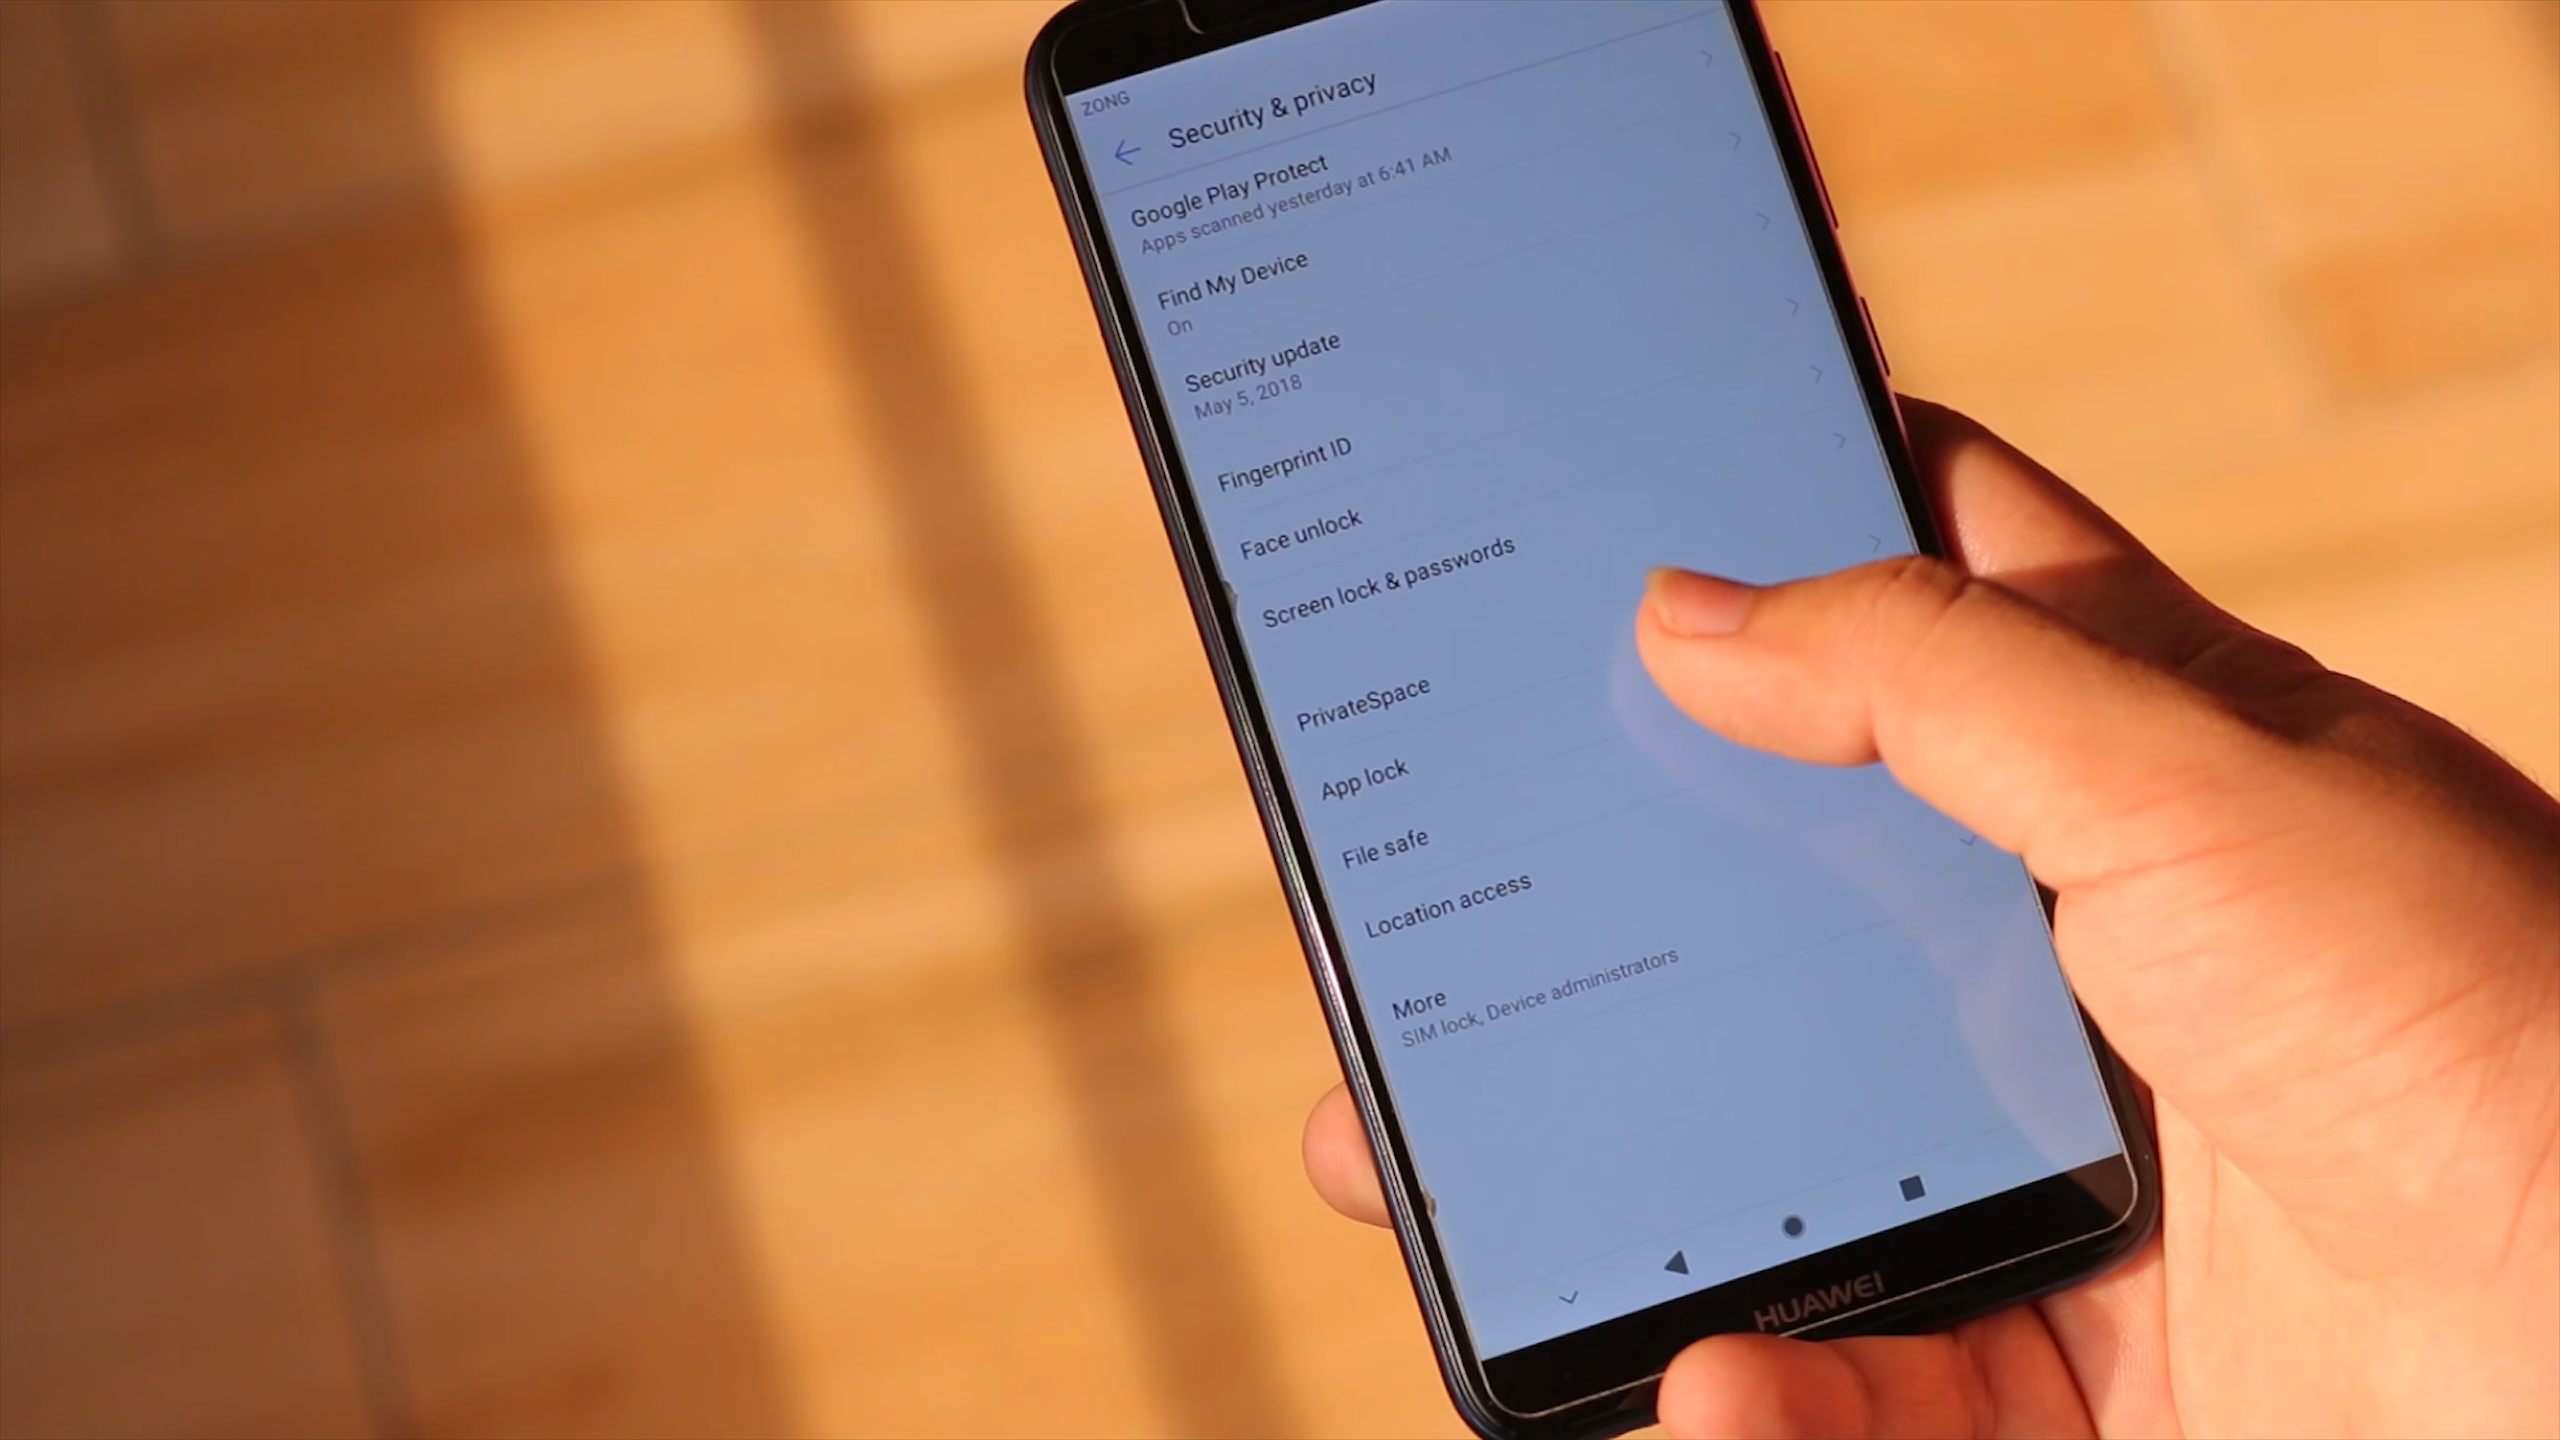 ZONG
Security & privacy
Google Play Protect
Apps scanned yesterday at 6:41 AM
Find My Device
On
Security update
May 5, 2018
Fingerprint ID
Face unlock
Screen lock & passwords
PrivateSpace
App lock
File safe
Location access
More
SIM lock, Device administrators
HUAWEI